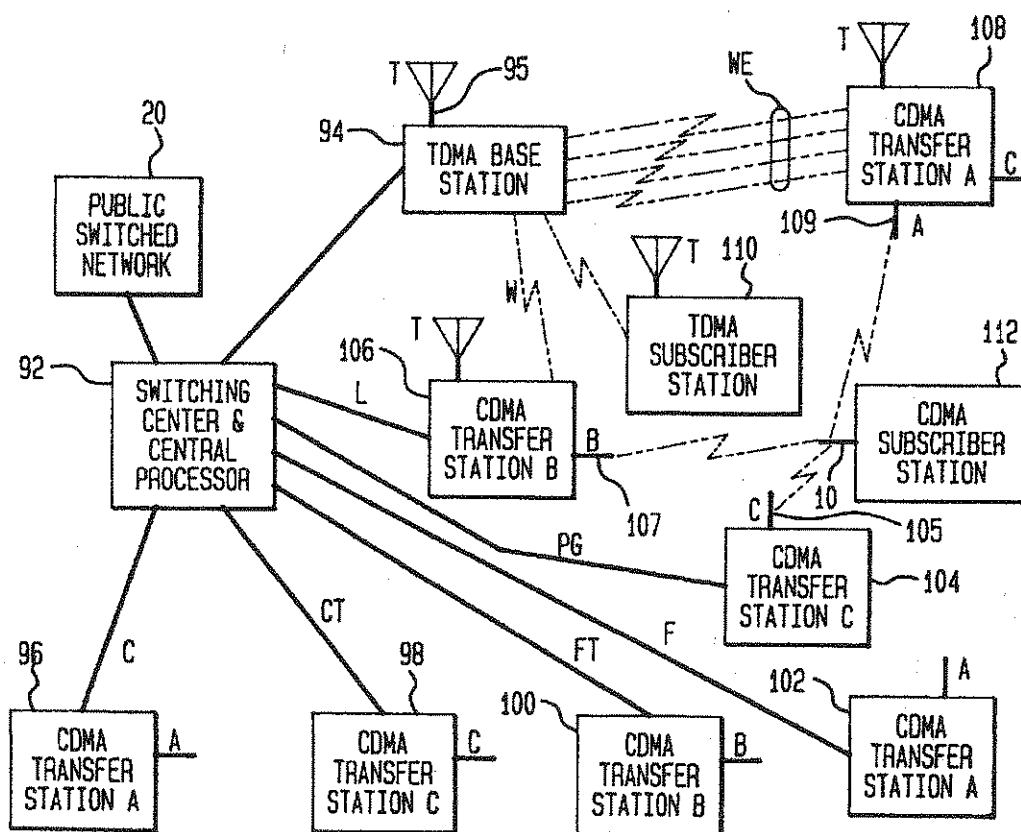 T
95
WE
T
108
94
TDMA BASE
STATION
CDMA
TRANSFER
STATION A
C
20
PUBLIC
SWITCHED
NETWORK
109
A
W
T
110
TDMA
SUBSCRIBER
STATION
92
SWITCHING
CENTER &
CENTRAL
PROCESSOR
106
T
L
CDMA
TRANSFER
STATION B
B
107
112
CDMA
SUBSCRIBER
STATION
10
C
105
PG
CDMA
TRANSFER
STATION C
104
C
CT
FT
F
96
CDMA
TRANSFER
STATION A
A
98
CDMA
TRANSFER
STATION C
C
100
CDMA
TRANSFER
STATION B
B
102
A
CDMA
TRANSFER
STATION A